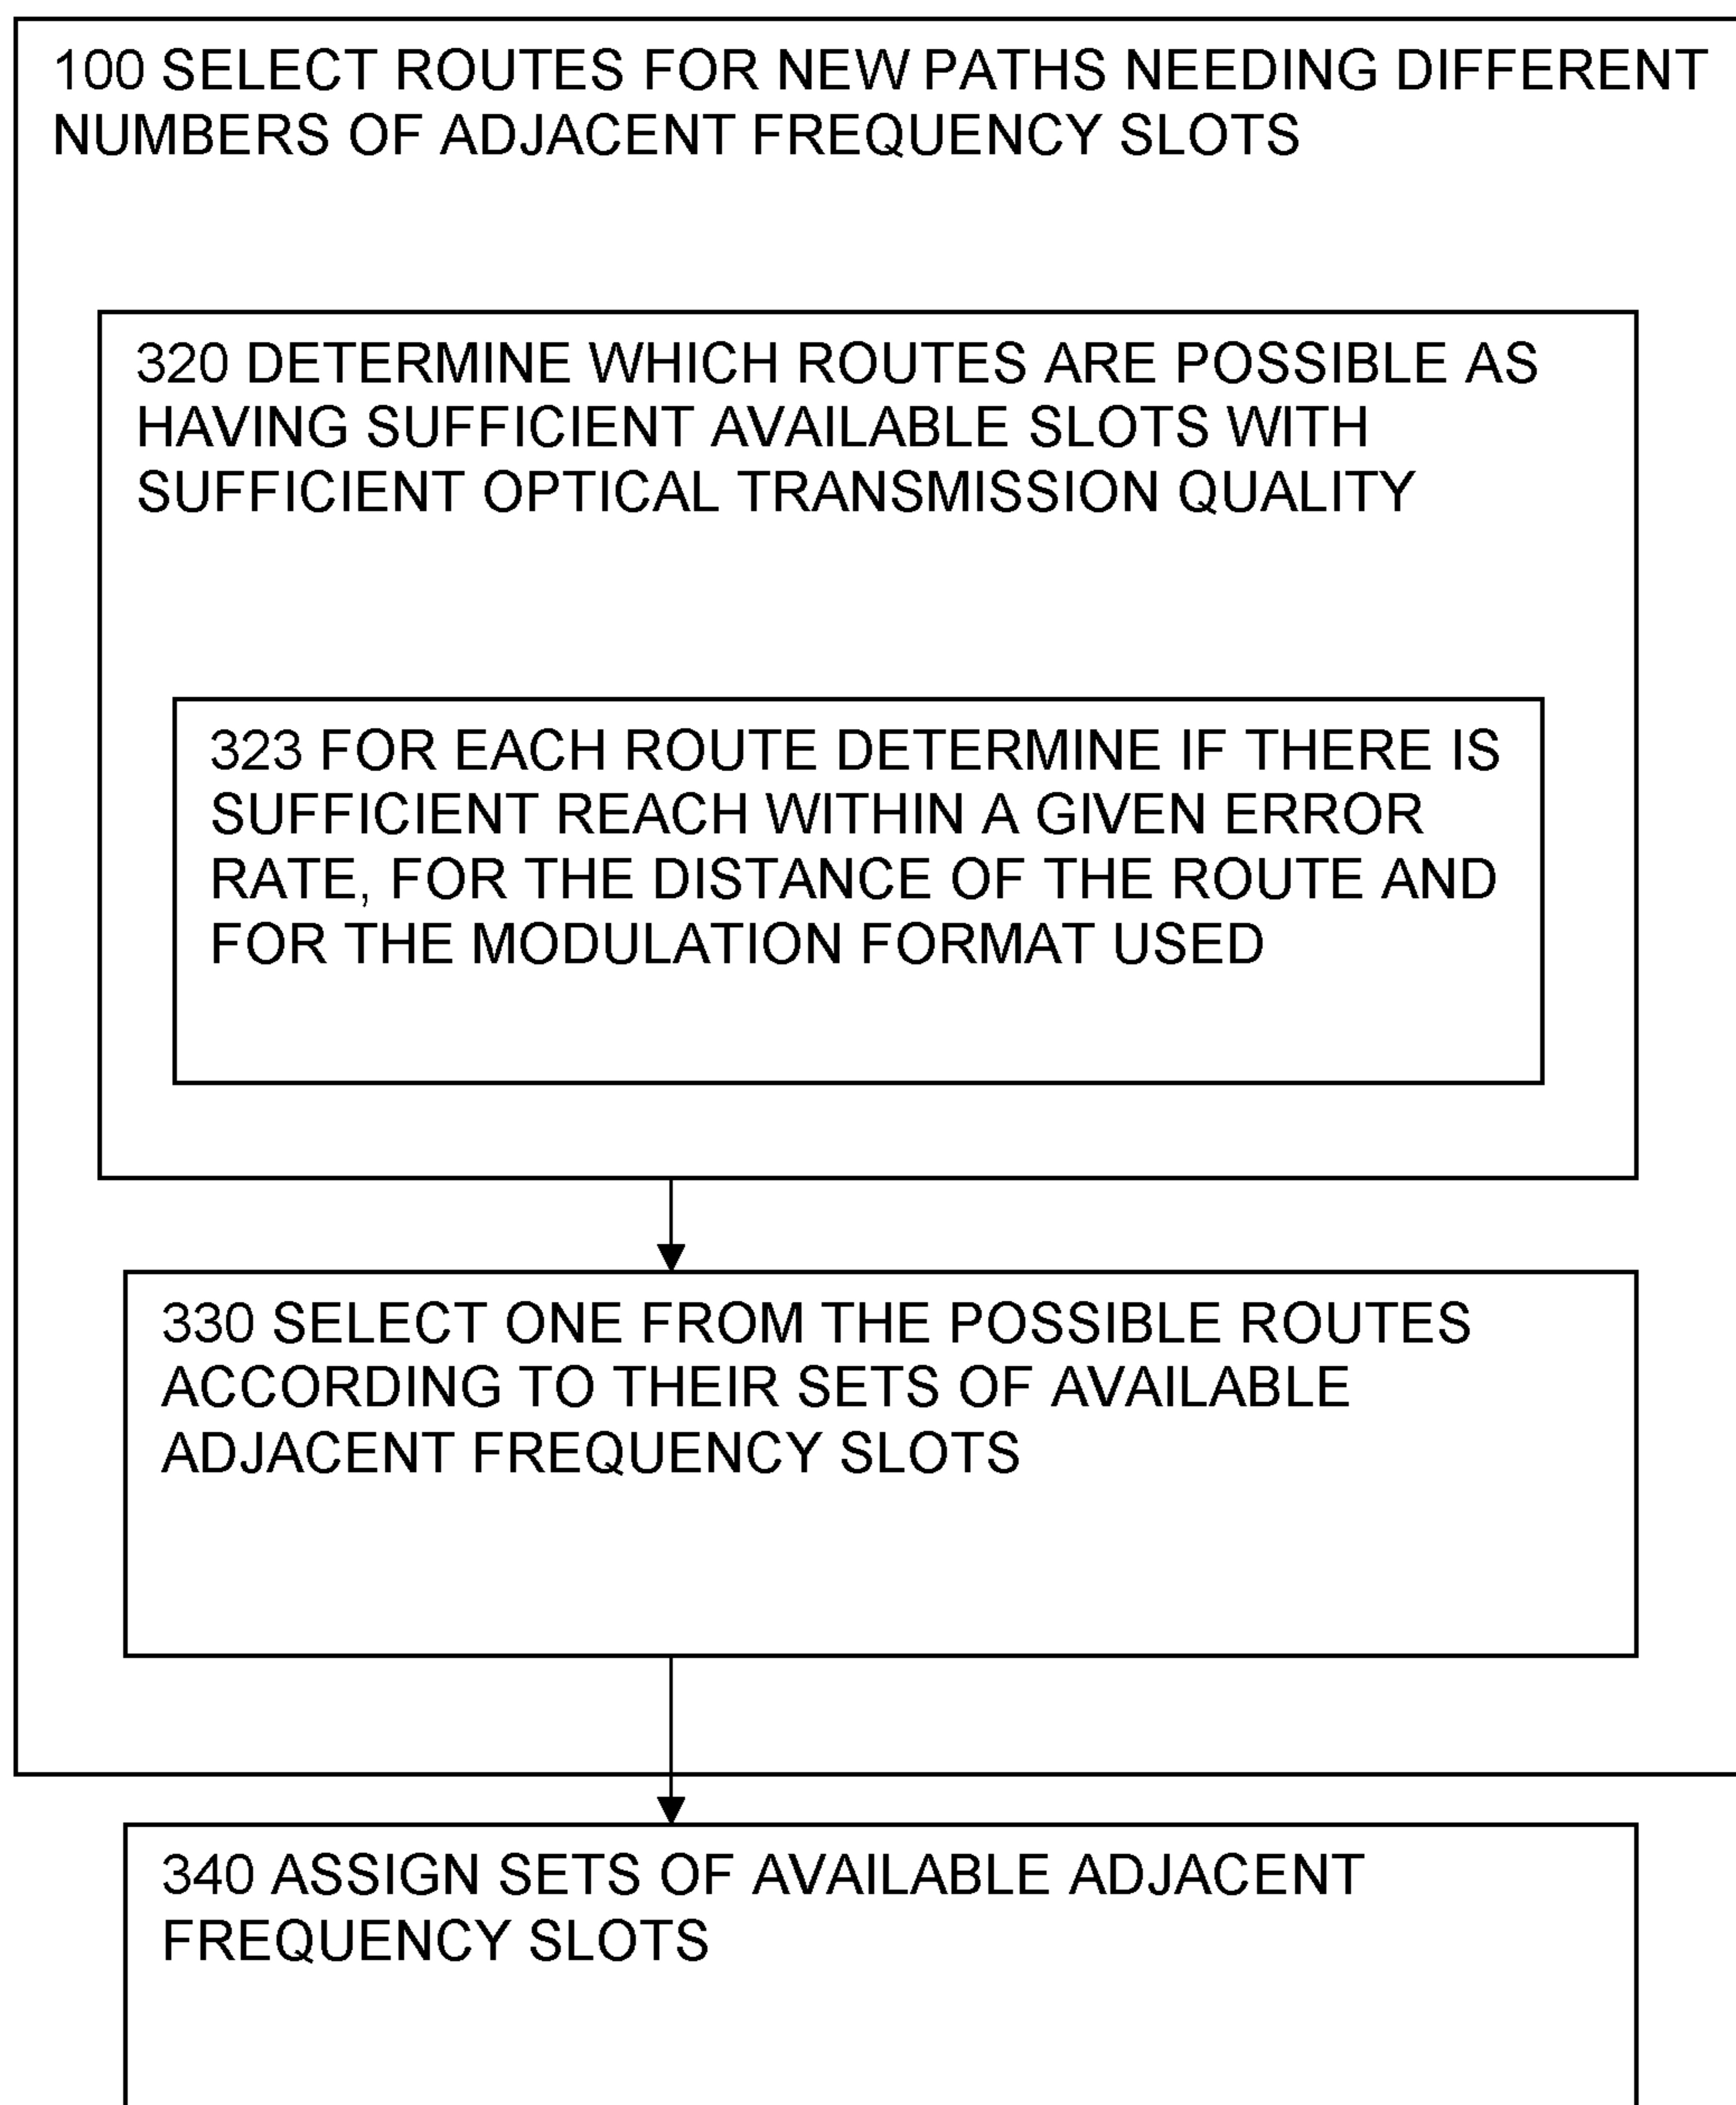 100 SELECT ROUTES FOR NEW PATHS NEEDING DIFFERENT
NUMBERS OF ADJACENT FREQUENCY SLOTS
320 DETERMINE WHICH ROUTES ARE POSSIBLE AS
HAVING SUFFICIENT AVAILABLE SLOTS WITH
SUFFICIENT OPTICAL TRANSMISSION QUALITY
323 FOR EACH ROUTE DETERMINE IF THERE IS
SUFFICIENT REACH WITHIN A GIVEN ERROR
RATE, FOR THE DISTANCE OF THE ROUTE AND
FOR THE MODULATION FORMAT USED
330 SELECT ONE FROM THE POSSIBLE ROUTES
ACCORDING TO THEIR SETS OF AVAILABLE
ADJACENT FREQUENCY SLOTS
340 ASSIGN SETS OF AVAILABLE ADJACENT
FREQUENCY SLOTS